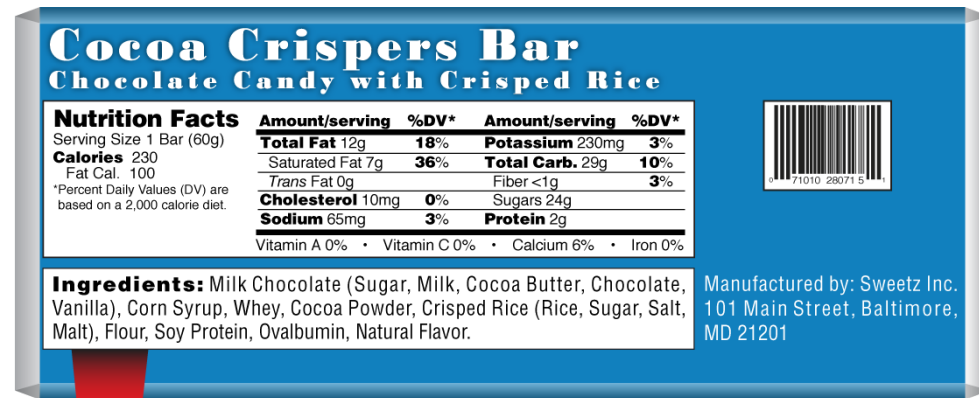 Cocoa Crispers Bar
Chocolate Candy with Crisped Rice
Nutrition Facts
Serving Size 1 Bar (60g)
Calories 230
Fat Cal. 100
*Percent Daily Values (DV) are
based on a 2,000 calorie diet.
Amount/serving %DV* Amount/serving %DV*
Total Fat 12g 18% Potassium 230mg 3%
Saturated Fat 7g 36% Total Carb. 29g 10%
Trans Fat 0g Fiber <1g 3%
Cholesterol 10mg 0% Sugars 24g
Sodium 65mg 3% Protein 2g
Vitamin A 0% • Vitamin C 0% • Calcium 6% • Iron 0%
0 71010 28071 5 1
Ingredients: Milk Chocolate (Sugar, Milk, Cocoa Butter, Chocolate,
Vanilla), Corn Syrup, Whey, Cocoa Powder, Crisped Rice (Rice, Sugar, Salt,
Malt), Flour, Soy Protein, Ovalbumin, Natural Flavor.
Manufactured by: Sweetz Inc.
101 Main Street, Baltimore,
MD 21201